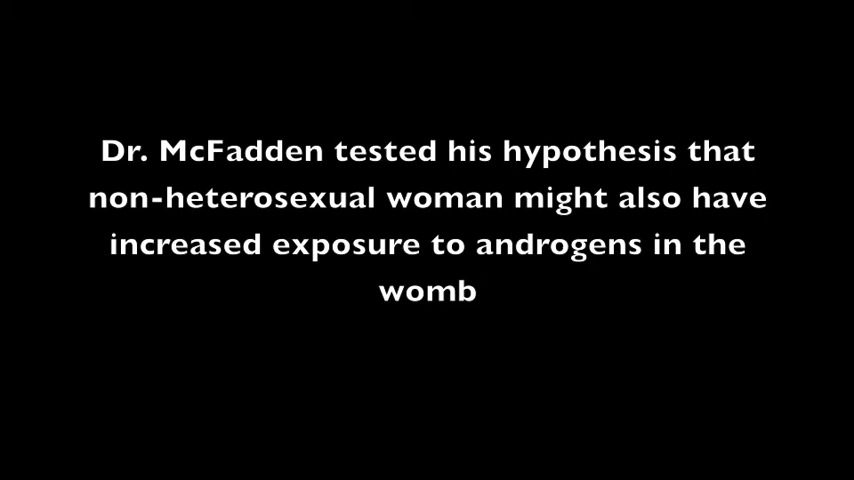 Dr. McFadden tested his hypothesis that
non-heterosexual woman might also have
increased exposure to androgens in the
womb